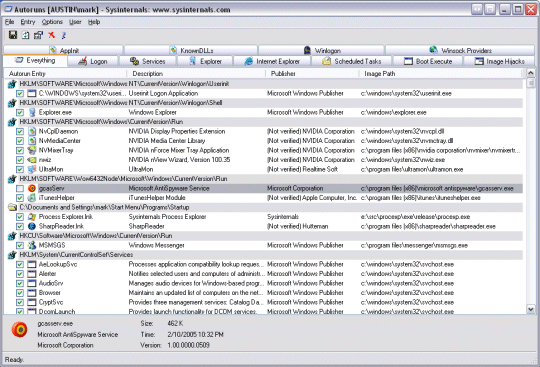 Autoruns [AUSTIN\mark] - Sysinternals: www.sysinternals.com
File Entry Options User Help
AppInit KnownDLLs Winlogon Winsock Providers
Everything Logon Services Explorer Internet Explorer Scheduled Tasks Boot Execute Image Hijacks
Autorun Entry Description Publisher Image Path
HKLM\SOFTWARE\Microsoft\Windows NT\CurrentVersion\Winlogon\Userinit
C:\WINDOWS\system32\useri... Userinit Logon Application Microsoft Windows Publisher c:\windows\system32\userinit.exe
HKLM\SOFTWARE\Microsoft\Windows NT\CurrentVersion\Winlogon\Shell
Explorer.exe Windows Explorer Microsoft Windows Publisher c:\windows\explorer.exe
HKLM\SOFTWARE\Microsoft\Windows\CurrentVersion\Run
NvCplDaemon NVIDIA Display Properties Extension (Not verified) NVIDIA Corporation c:\windows\system32\nvcpl.dll
NvMediaCenter NVIDIA Media Center Library (Not verified) NVIDIA Corporation c:\windows\system32\nvmctray.dll
NVMixerTray NVIDIA nForce Mixer Tray Application (Not verified) NVIDIA Corporation c:\program files (x86)\nvidia corporation\nvmixer\nvmixertr...
nwiz NVIDIA nView Wizard, Version 100.35 (Not verified) NVIDIA Corporation c:\windows\system32\nwiz.exe
UltraMon UltraMon (Not verified) Realtime Soft c:\program files\ultramon\ultramon.exe
HKLM\SOFTWARE\Wow6432Node\Microsoft\Windows\CurrentVersion\Run
gcasServ Microsoft AntiSpyware Service Microsoft Corporation c:\program files (x86)\microsoft antispyware\gcasserv.exe
iTunesHelper iTunesHelper Module (Not verified) Apple Computer, Inc. c:\program files (x86)\itunes\ituneshelper.exe
C:\Documents and Settings\mark\Start Menu\Programs\Startup
Process Explorer.lnk Sysinternals Process Explorer Sysinternals e:\src\procexp\exe\release\procexp.exe
SharpReader.lnk SharpReader (Not verified) Hutteman c:\program files (x86)\sharpreader\sharpreader.exe
HKCU\Software\Microsoft\Windows\CurrentVersion\Run
MSMSGS Windows Messenger Microsoft Windows Publisher c:\program files\messenger\msmsgs.exe
HKLM\System\CurrentControlSet\Services
AeLookupSvc Processes application compatibility lookup reques... Microsoft Windows Publisher c:\windows\system32\svchost.exe
Alerter Notifies selected users and computers of administr... Microsoft Windows Publisher c:\windows\system32\svchost.exe
AudioSrv Manages audio devices for Windows-based progr... Microsoft Windows Publisher c:\windows\system32\svchost.exe
Browser Maintains an updated list of computers on the net... Microsoft Windows Publisher c:\windows\system32\svchost.exe
CryptSvc Provides three management services: Catalog Da... Microsoft Windows Publisher c:\windows\system32\svchost.exe
DcomLaunch Provides launch functionality for DCOM services. Microsoft Windows Publisher c:\windows\system32\svchost.exe
gcasserv.exe Size: 462 K
Microsoft AntiSpyware Service Time: 2/10/2005 10:32 PM
Microsoft Corporation Version: 1.00.0000.0509
Ready.